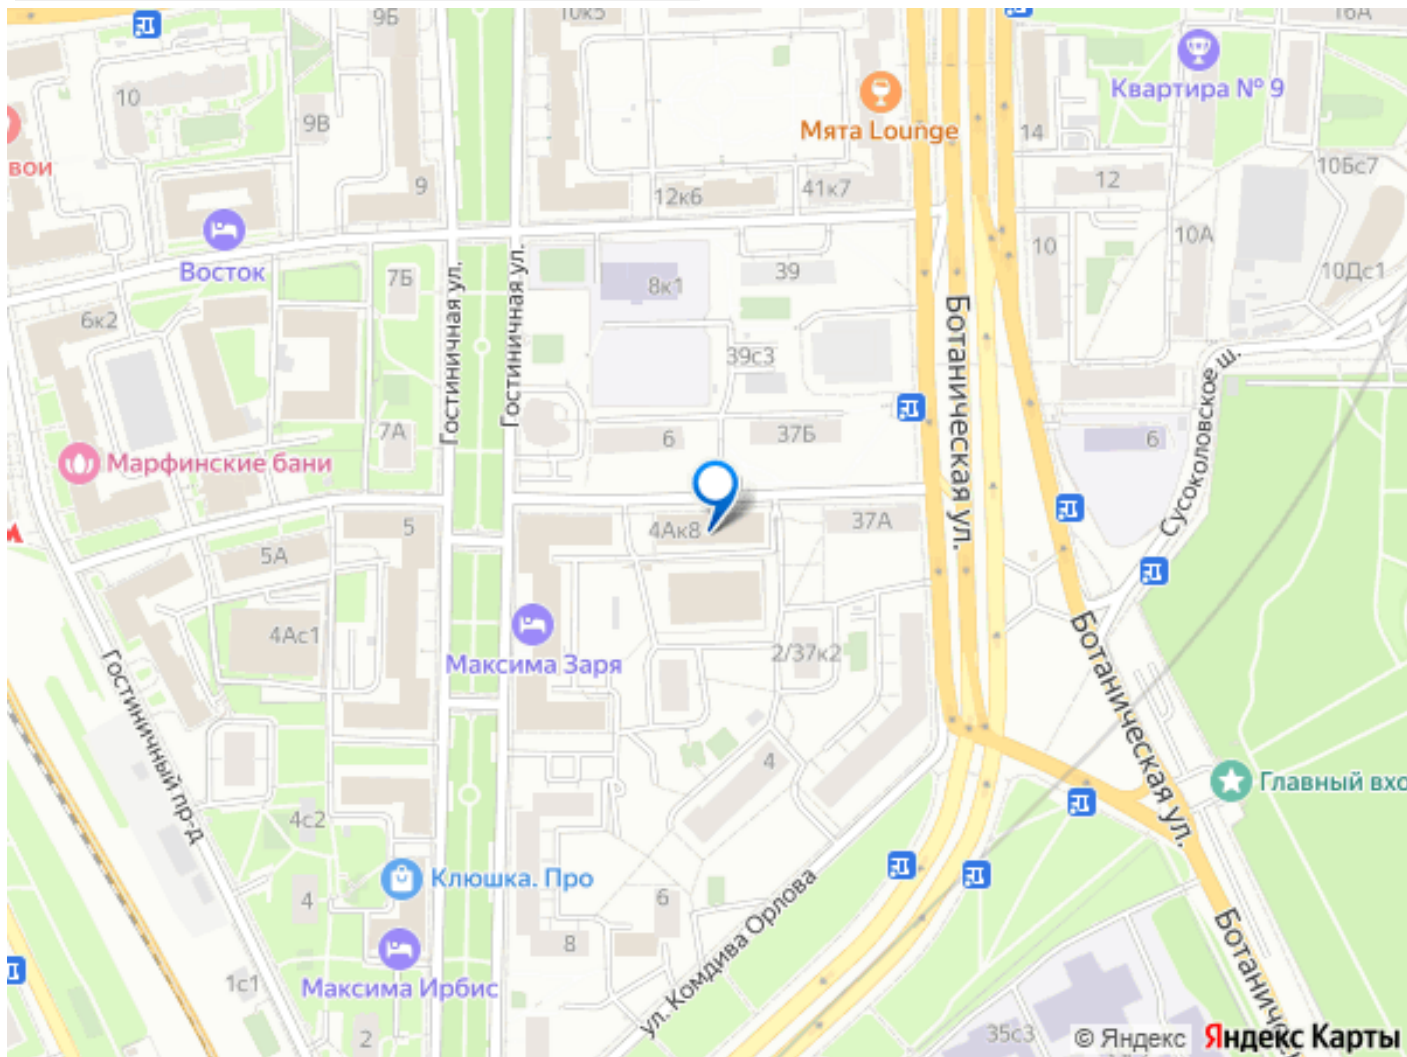 9Б
10к5
16А
Квартира № 9
10
9В
Мята Lounge
14
вои
10Бс7
9
12к6
41к7
12
Восток
7Б
8к1
39
10
10А
10Дс1
6к2
Гостиничная ул.
Гостиничная ул.
Ботаническая ул.
39с3
Сусоколовское ш.
7А
6
37Б
6
Марфинские бани
5
4Ак8
37А
5А
4Ас1
Максима Заря
2/37к2
Ботаническая ул.
Гостиничный пр-д
4
Главный вхо
4с2
Клюшка. Про
4
6
ул. Комдива Орлова
8
Ботаничес
1с1
Максима Ирбис
2
35с3
© Яндекс Яндекс Карты